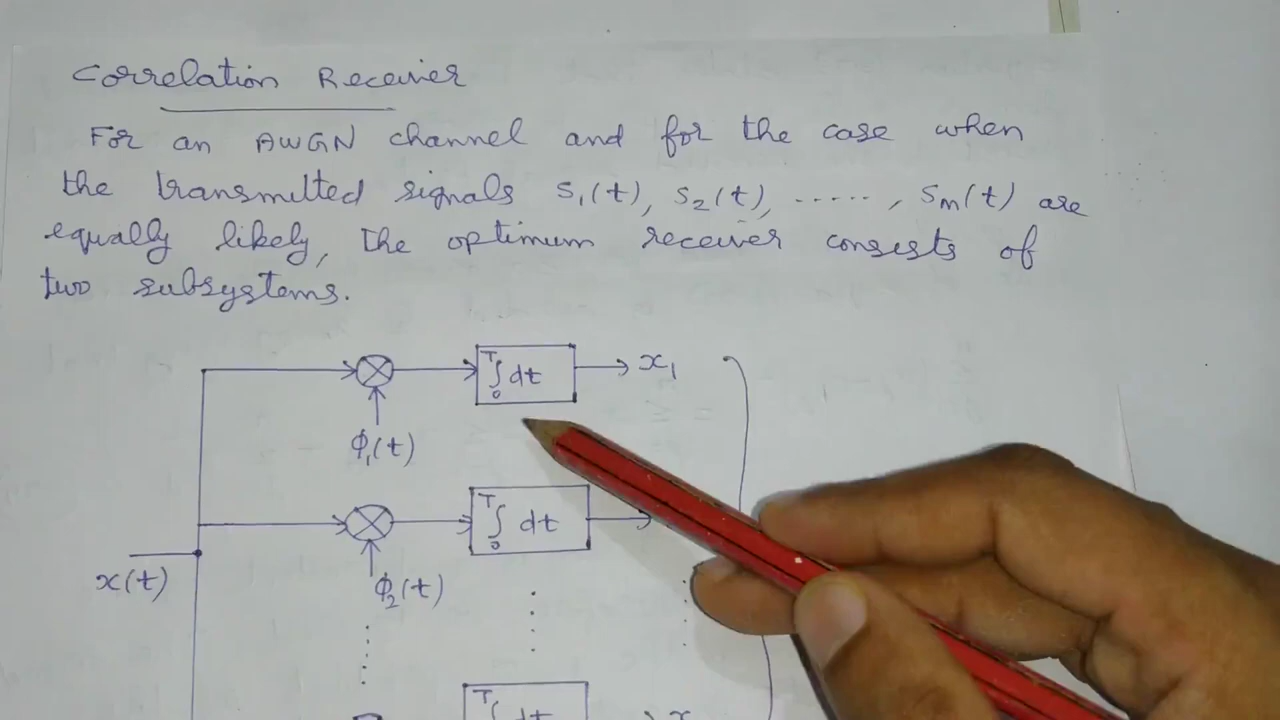 Correlation Receiver
For an AWGN channel and for the case when
the transmitted signals s₁(t), s₂(t), ....., sₘ(t) are
equally likely, the optimum receiver consists of
two subsystems.
T∫0 dt x₁
ϕ₁(t)
T∫0 dt
x(t)
ϕ₂(t)
T∫ dt x